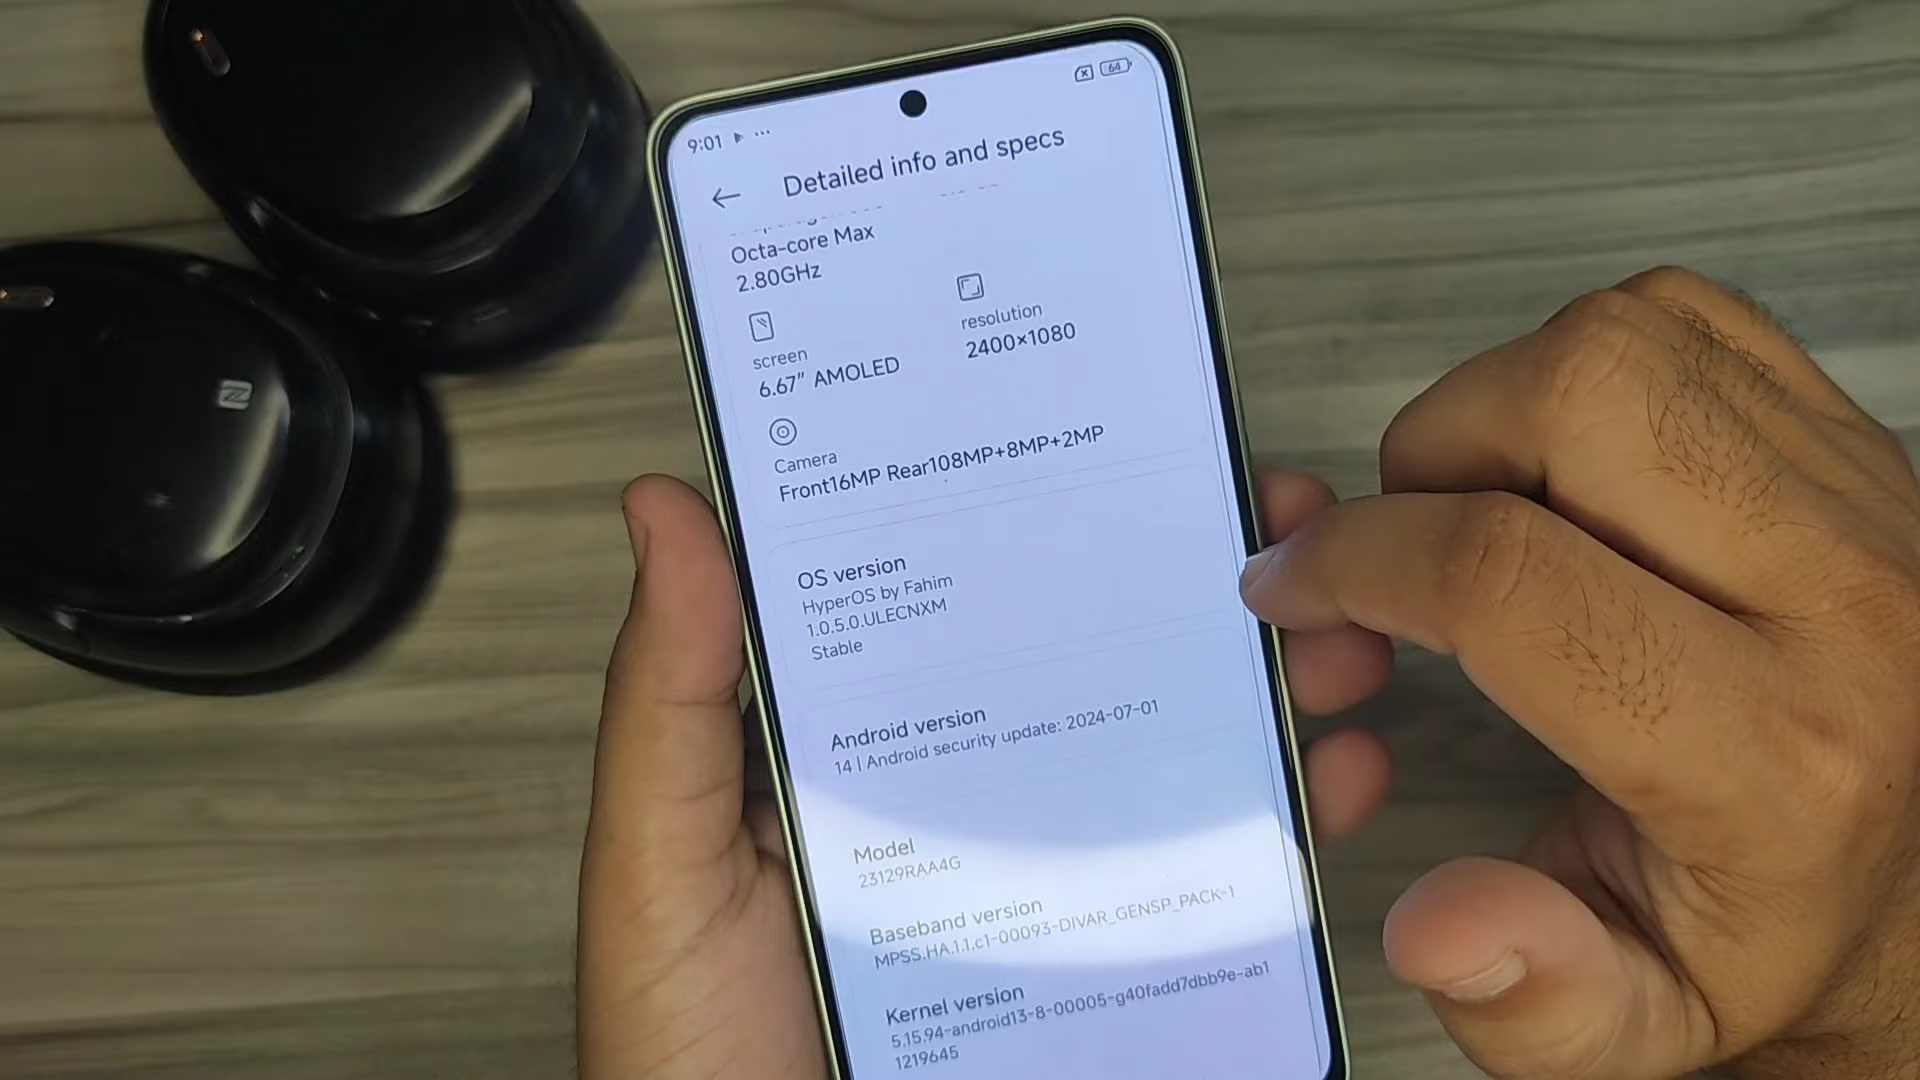 64
9:01
Detailed info and specs
Octa-core Max
2.80GHz
screen
6.67" AMOLED
resolution
2400×1080
Camera
Front16MP Rear108MP+8MP+2MP
OS version
HyperOS by Fahim
1.0.5.0.ULECNXM
Stable
Android version
14 | Android security update: 2024-07-01
Model
23129RAA4G
Baseband version
MPSS.HA.1.1.c1-00093-DIVAR_GENSP_PACK-1
Kernel version
5.15.94-android13-8-00005-g40fadd7dbb9e-ab1
1219645